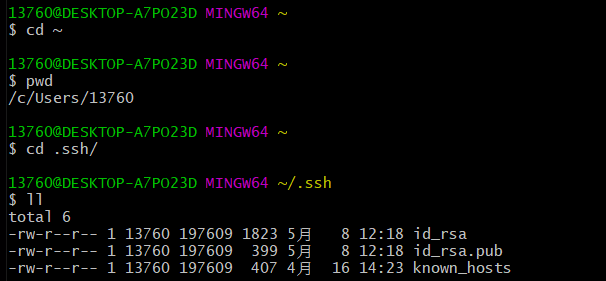 13760@DESKTOP-A7PO23D MINGW64 ~
$ cd ~
13760@DESKTOP-A7PO23D MINGW64 ~
$ pwd
/c/Users/13760
13760@DESKTOP-A7PO23D MINGW64 ~
$ cd .ssh/
13760@DESKTOP-A7PO23D MINGW64 ~/.ssh
$ ll
total 6
-rw-r--r-- 1 13760 197609 1823 5月   8 12:18 id_rsa
-rw-r--r-- 1 13760 197609  399 5月   8 12:18 id_rsa.pub
-rw-r--r-- 1 13760 197609  407 4月  16 14:23 known_hosts